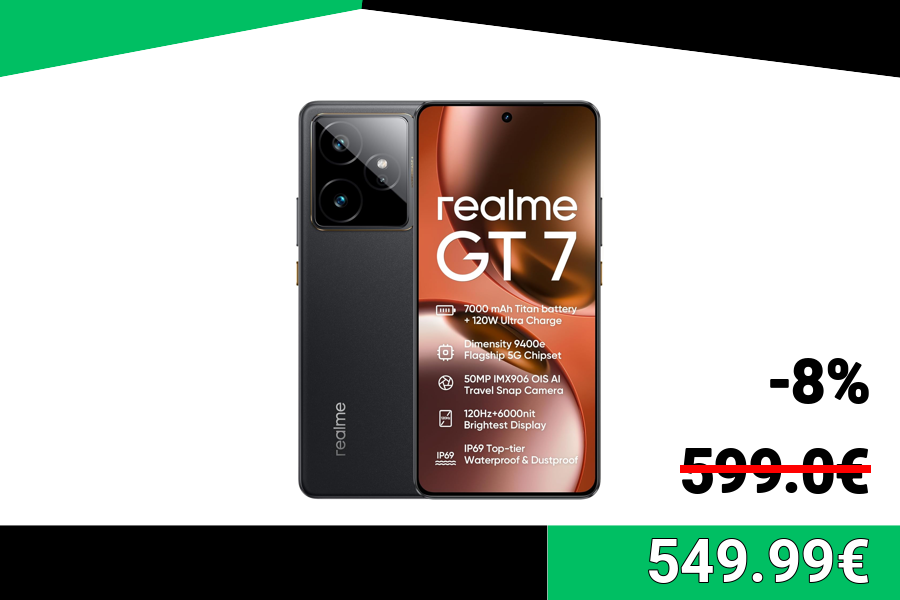 realme
GT 7
7000 mAh Titan battery
+ 120W Ultra Charge
Dimensity 9400e
Flagship 5G Chipset
50MP IMX906 OIS AI
Travel Snap Camera
120Hz+6000nit
Brightest Display
IP69
IP69 Top-tier
Waterproof & Dustproof
realme
-8%
599.0€
549.99€